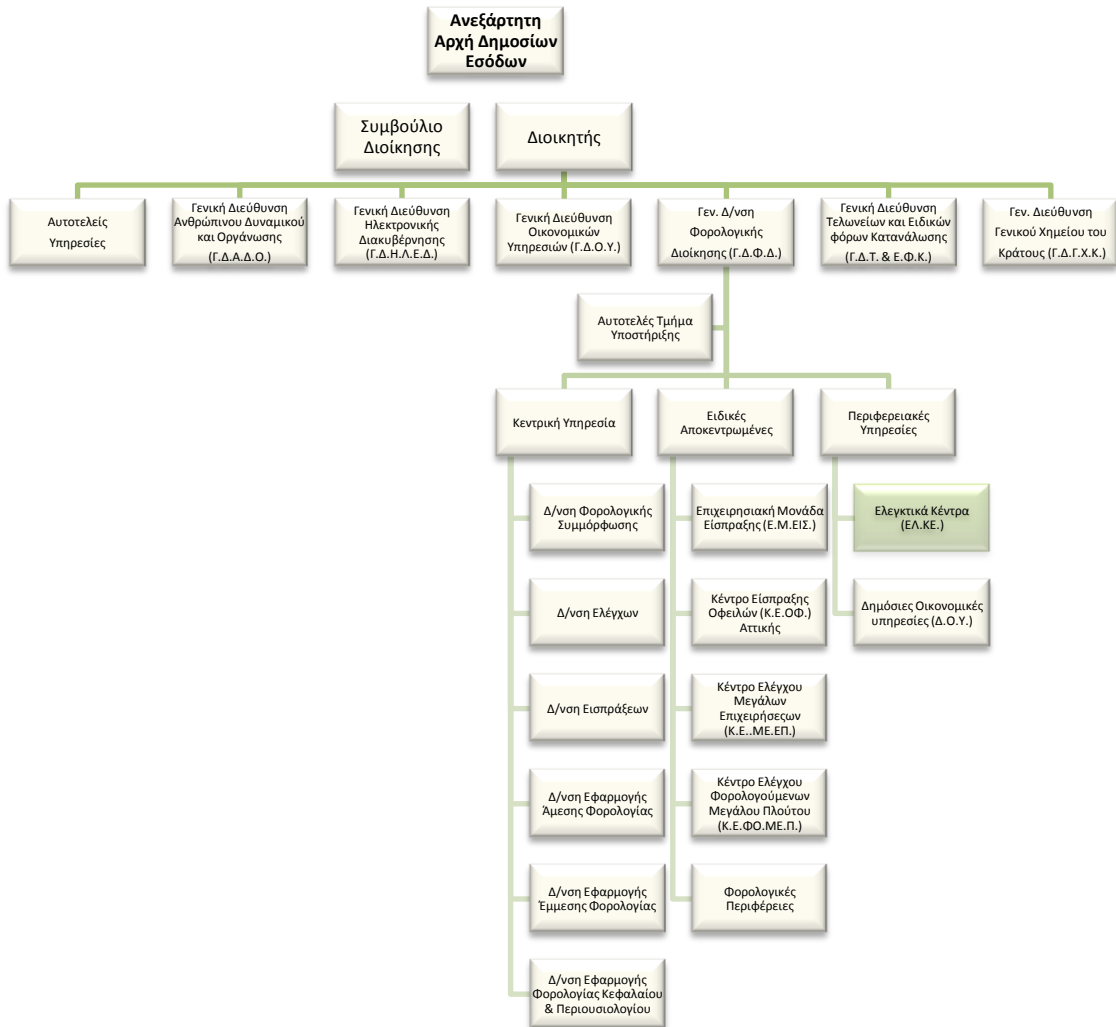 Ανεξάρτητη
Αρχή Δημοσίων
Εσόδων
Συμβούλιο
Διοίκησης
Διοικητής
Αυτοτελείς
Υπηρεσίες
Γενική Διεύθυνση
Ανθρώπινου Δυναμικού
και Οργάνωσης
(Γ.Δ.Α.Δ.Ο.)
Γενική Διεύθυνση
Ηλεκτρονικής
Διακυβέρνησης
(Γ.Δ.Η.Λ.Ε.Δ.)
Γενική Διεύθυνση
Οικονομικών
Υπηρεσιών (Γ.Δ.Ο.Υ.)
Γεν. Δ/νση
Φορολογικής
Διοίκησης (Γ.Δ.Φ.Δ.)
Γενική Διεύθυνση
Τελωνείων και Ειδικών
φόρων Κατανάλωσης
(Γ.Δ.Τ. & Ε.Φ.Κ.)
Γεν. Διεύθυνση
Γενικού Χημείου του
Κράτους (Γ.Δ.Γ.Χ.Κ.)
Αυτοτελές Τμήμα
Υποστήριξης
Κεντρική Υπηρεσία
Ειδικές
Αποκεντρωμένες
Περιφερειακές
Υπηρεσίες
Δ/νση Φορολογικής
Συμμόρφωσης
Επιχειρησιακή Μονάδα
Είσπραξης (Ε.Μ.ΕΙΣ.)
Ελεγκτικά Κέντρα
(ΕΛ.ΚΕ.)
Δ/νση Ελέγχων
Κέντρο Είσπραξης
Οφειλών (Κ.Ε.ΟΦ.)
Αττικής
Δημόσιες Οικονομικές
υπηρεσίες (Δ.Ο.Υ.)
Δ/νση Εισπράξεων
Κέντρο Ελέγχου
Μεγάλων
Επιχειρήσεςων
(Κ.Ε..ΜΕ.ΕΠ.)
Δ/νση Εφαρμογής
Άμεσης Φορολογίας
Κέντρο Ελέγχου
Φορολογούμενων
Μεγάλου Πλούτου
(Κ.Ε.ΦΟ.ΜΕ.Π.)
Δ/νση Εφαρμογής
Έμμεσης Φορολογίας
Φορολογικές
Περιφέρειες
Δ/νση Εφαρμογής
Φορολογίας Κεφαλαίου
& Περιουσιολογίου